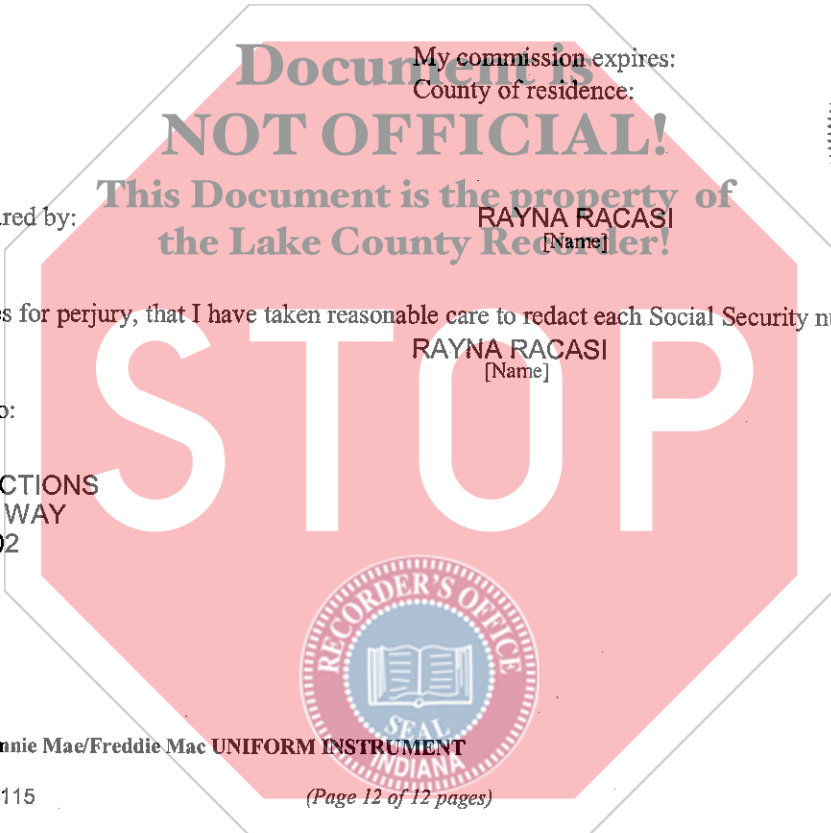 Document is
My commission expires:
County of residence:
NOT OFFICIAL!
This Document is the property of
the Lake County Recorder!
red by:
RAYNA RACASI
[Name]
s for perjury, that I have taken reasonable care to redact each Social Security nu
RAYNA RACASI
[Name]
o:
STOP
CTIONS
WAY
02
RECORDER'S OFFICE
SEAL
INDIANA
nnie Mae/Freddie Mac UNIFORM INSTRUMENT
115
(Page 12 of 12 pages)